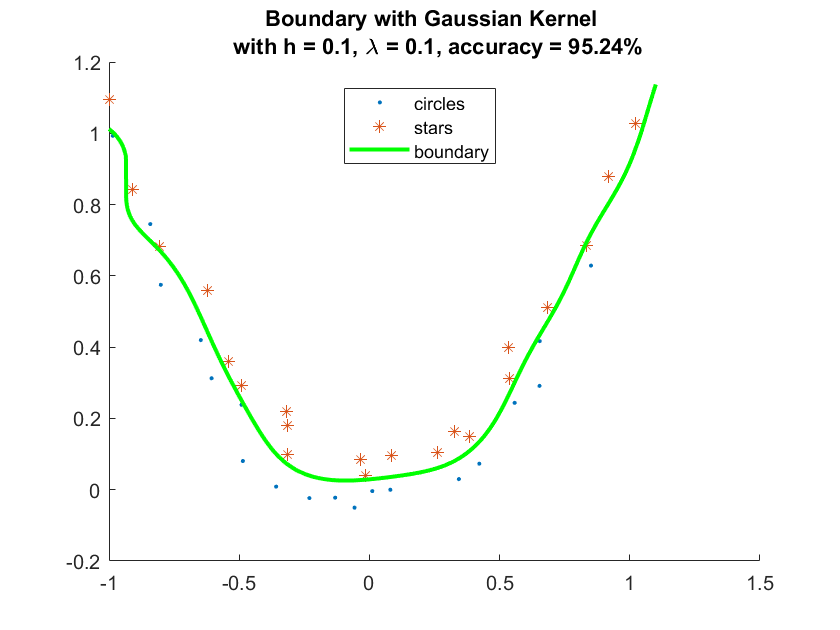 Boundary with Gaussian Kernel
with h = 0.1, λ = 0.1, accuracy = 95.24%
1.2
1
0.8
0.6
0.4
0.2
0
-0.2
circles
stars
boundary
-1
-0.5
0
0.5
1
1.5